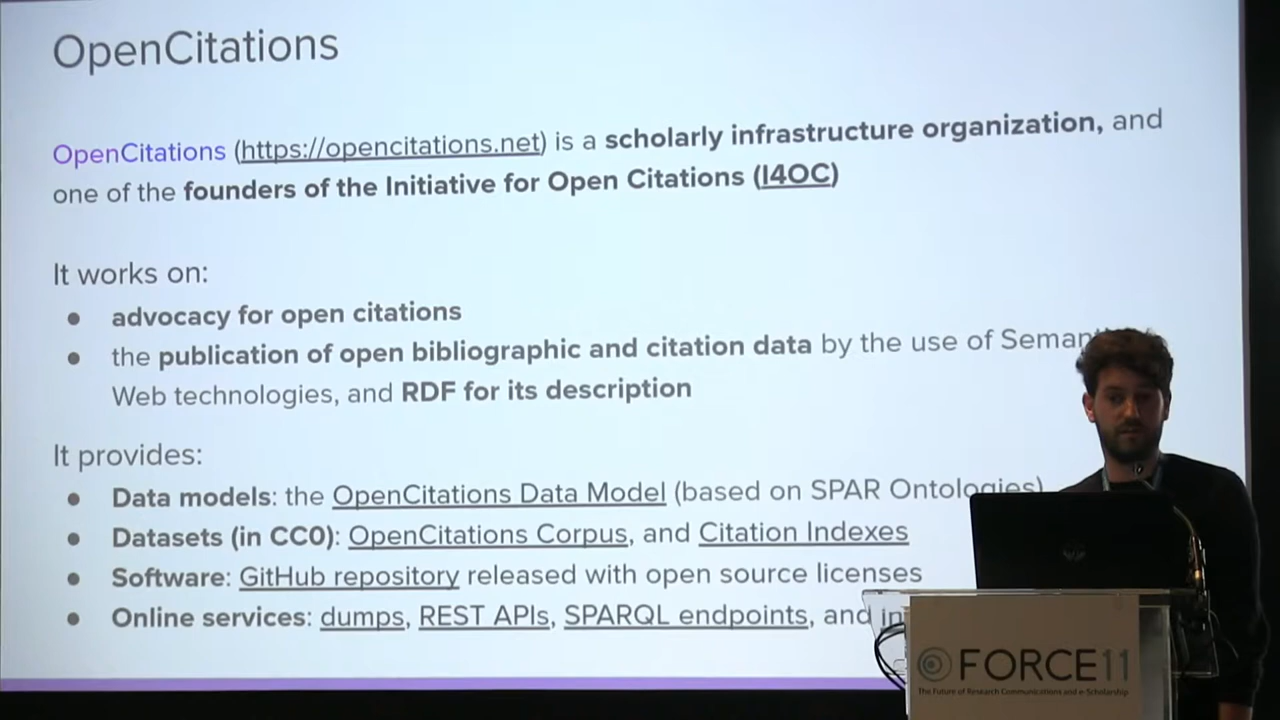 OpenCitations
OpenCitations (https://opencitations.net) is a scholarly infrastructure organization, and
one of the founders of the Initiative for Open Citations (I4OC)
It works on:
● advocacy for open citations
● the publication of open bibliographic and citation data by the use of
Web technologies, and RDF for its description
It provides:
● Data models: the OpenCitations Data Model (based on SPAR Ontologies)
● Datasets (in CC0): OpenCitations Corpus, and Citation Indexes
● Software: GitHub repository released with open source licenses
● Online services: dumps, REST APIs, SPARQL endpoints, and
FORCE11
The Future of Research Communications and e-Scholarship